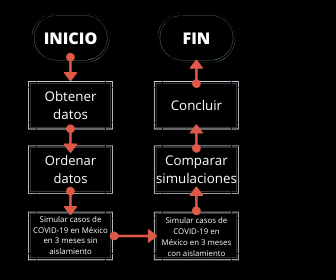 INICIO
Obtener
datos
Ordenar
datos
Simular casos de
COVID-19 en México
en 3 meses sin
aislamiento
Simular casos de
COVID-19 en
México en 3 meses
con aislamiento
Comparar
simulaciones
Concluir
FIN